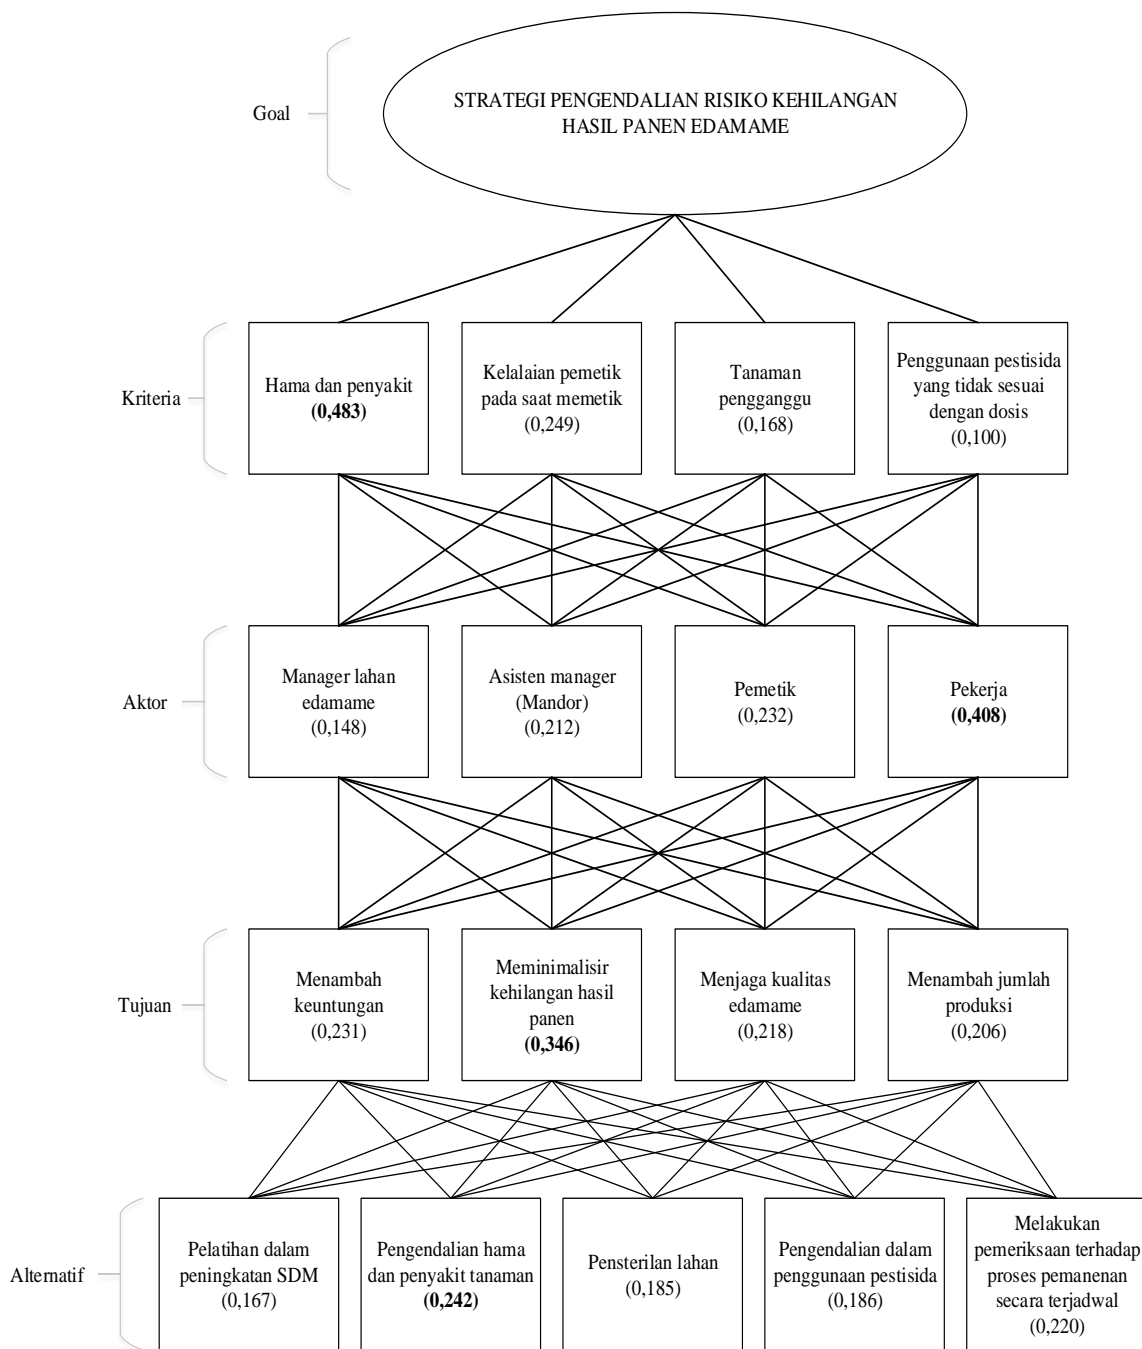 Goal
STRATEGI PENGENDALIAN RISIKO KEHILANGAN
HASIL PANEN EDAMAME
Kriteria
Hama dan penyakit
(0,483)
Kelalaian pemetik
pada saat memetik
(0,249)
Tanaman
pengganggu
(0,168)
Penggunaan pestisida
yang tidak sesuai
dengan dosis
(0,100)
Aktor
Manager lahan
edamame
(0,148)
Asisten manager
(Mandor)
(0,212)
Pemetik
(0,232)
Pekerja
(0,408)
Tujuan
Menambah
keuntungan
(0,231)
Meminimalisir
kehilangan hasil
panen
(0,346)
Menjaga kualitas
edamame
(0,218)
Menambah jumlah
produksi
(0,206)
Alternatif
Pelatihan dalam
peningkatan SDM
(0,167)
Pengendalian hama
dan penyakit tanaman
(0,242)
Pensterilan lahan
(0,185)
Pengendalian dalam
penggunaan pestisida
(0,186)
Melakukan
pemeriksaan terhadap
proses pemanenan
secara terjadwal
(0,220)